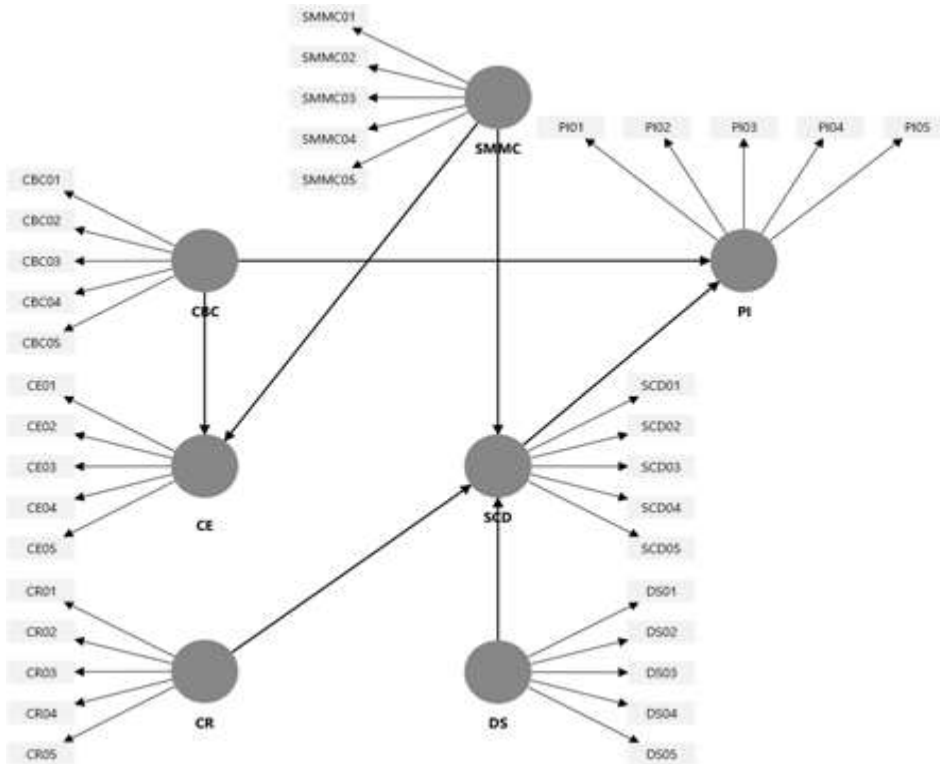 SMMC01
SMMC02
SMMC03
SMMC04
SMMC05
SMMC
PI01 PI02 PI03 PI04 PI05
PI
CBC01
CBC02
CBC03
CBC04
CBC05
CBC
CE01
CE02
CE03
CE04
CE05
CE
SCD01
SCD02
SCD03
SCD04
SCD05
SCD
CR01
CR02
CR03
CR04
CR05
CR
DS01
DS02
DS03
DS04
DS05
DS